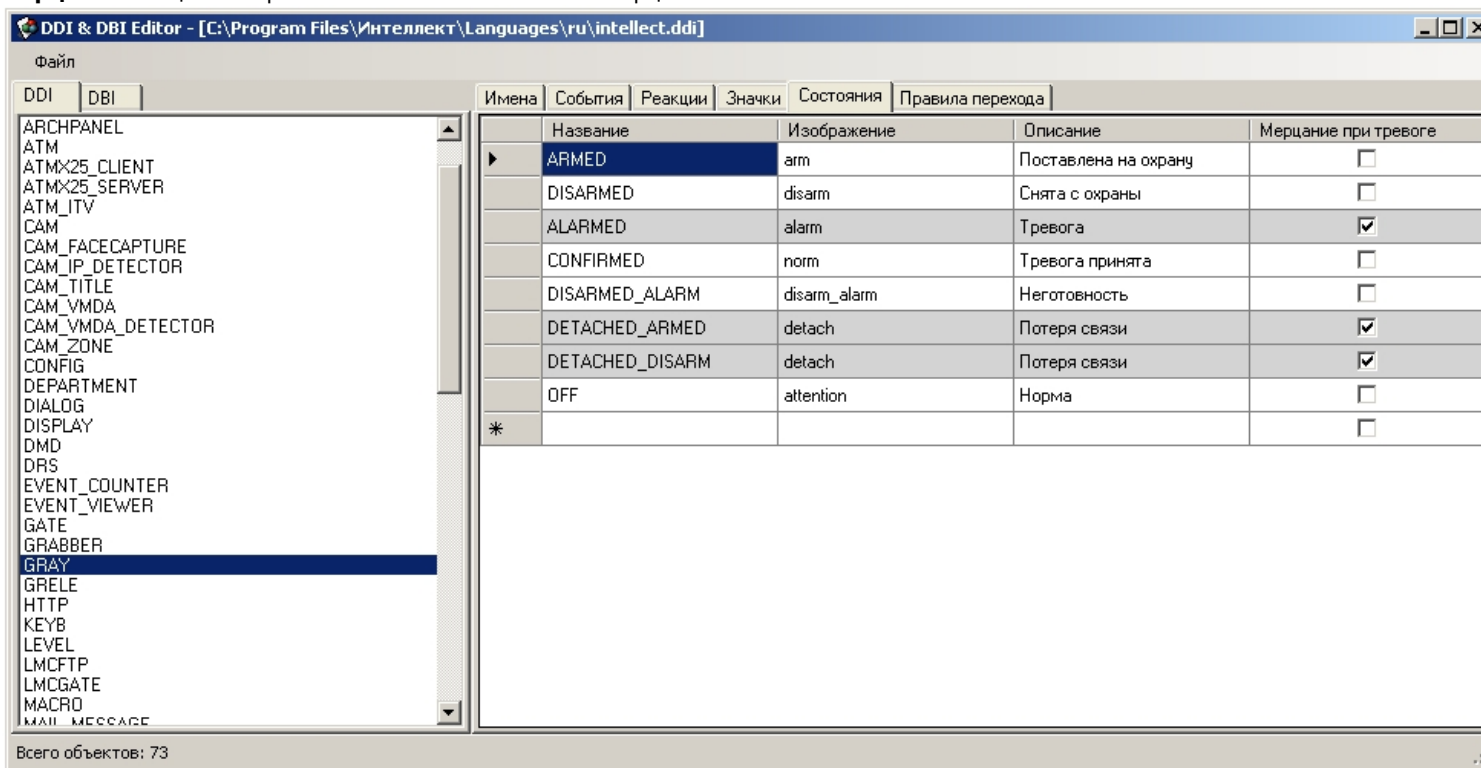 DDI & DBI Editor - [C:\Program Files\Интеллект\Languages\ru\intellect.ddi]
Файл
DDI DBI
Имена События Реакции Значки Состояния Правила перехода
ARCHPANEL
ATM
ATMX25_CLIENT
ATMX25_SERVER
ATM_ITV
CAM
CAM_FACECAPTURE
CAM_IP_DETECTOR
CAM_TITLE
CAM_VMDA
CAM_VMDA_DETECTOR
CAM_ZONE
CONFIG
DEPARTMENT
DIALOG
DISPLAY
DMD
DRS
EVENT_COUNTER
EVENT_VIEWER
GATE
GRABBER
GRAY
GRELE
HTTP
KEYB
LEVEL
LMCFTP
LMCGATE
MACRO
MAIL_MESSAGE
Название Изображение Описание Мерцание при тревоге
ARMED arm Поставлена на охрану
DISARMED disarm Снята с охраны
ALARMED alarm Тревога
CONFIRMED norm Тревога принята
DISARMED_ALARM disarm_alarm Неготовность
DETACHED_ARMED detach Потеря связи
DETACHED_DISARM detach Потеря связи
OFF attention Норма
Всего объектов: 73